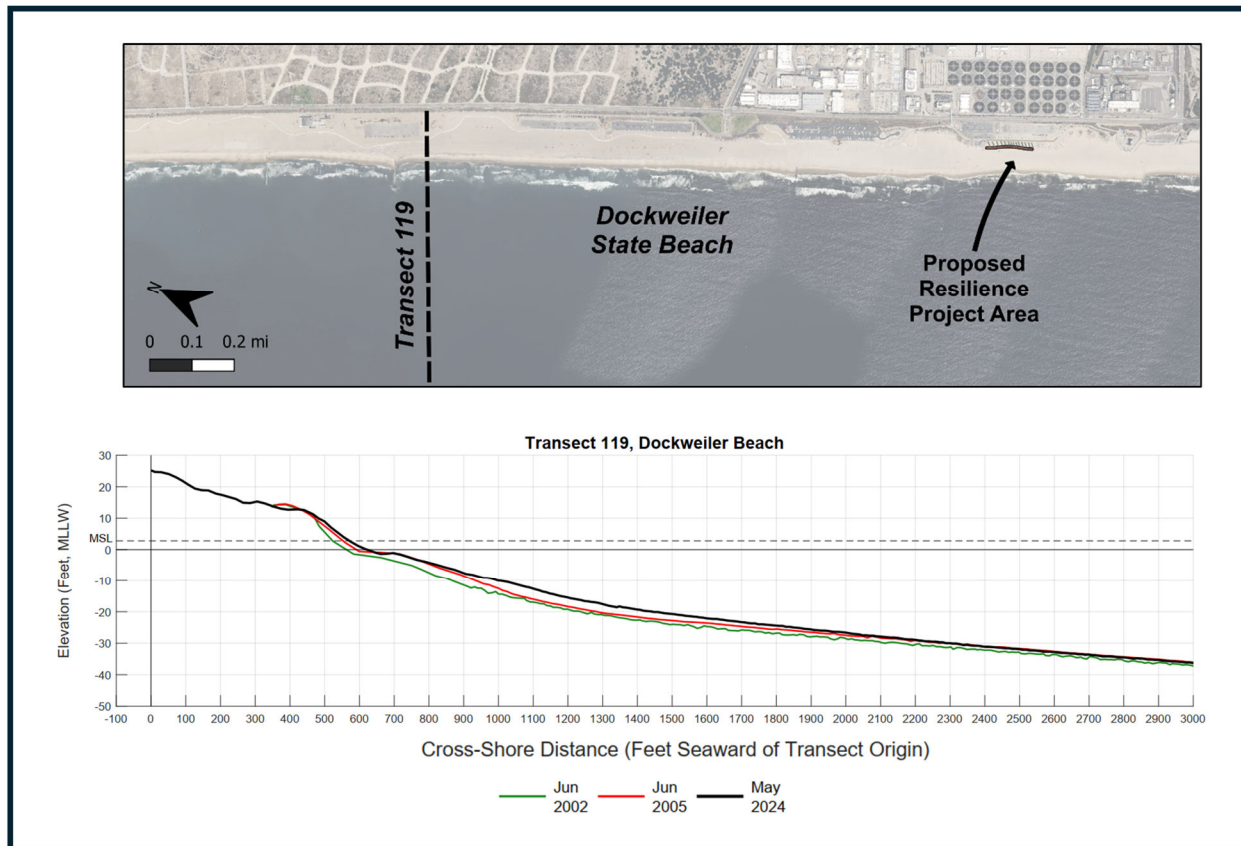 Transect 119
Dockweiler
State Beach
Proposed
Resilience
Project Area
N
0 0.1 0.2 mi
Transect 119, Dockweiler Beach
Elevation (Feet, MLLW)
30
20
10
MSL
0
-10
-20
-30
-40
-50
-100 0 100 200 300 400 500 600 700 800 900 1000 1100 1200 1300 1400 1500 1600 1700 1800 1900 2000 2100 2200 2300 2400 2500 2600 2700 2800 2900 3000
Cross-Shore Distance (Feet Seaward of Transect Origin)
Jun
2002
Jun
2005
May
2024